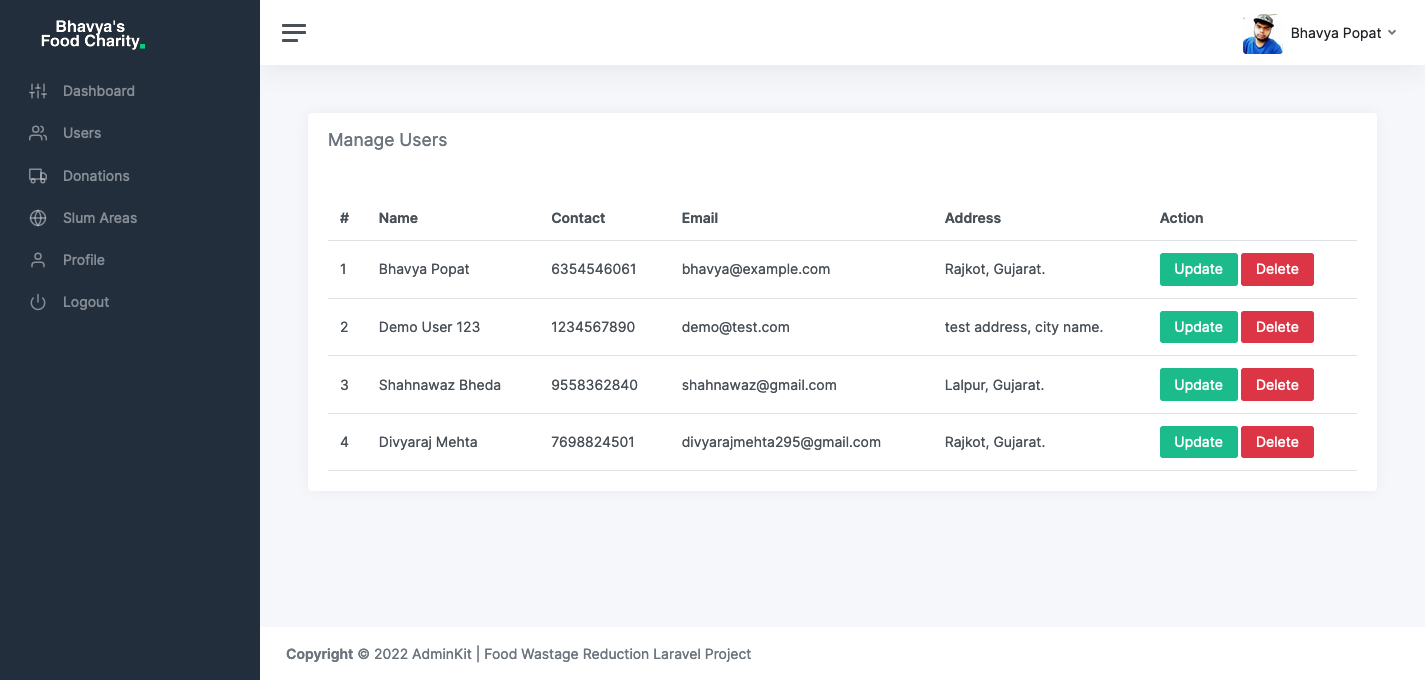 Bhavya's
Food Charity.
Bhavya Popat
Dashboard
Users
Donations
Slum Areas
Profile
Logout
Manage Users
# Name Contact Email Address Action
1 Bhavya Popat 6354546061 bhavya@example.com Rajkot, Gujarat. Update Delete
2 Demo User 123 1234567890 demo@test.com test address, city name. Update Delete
3 Shahnawaz Bheda 9558362840 shahnawaz@gmail.com Lalpur, Gujarat. Update Delete
4 Divyaraj Mehta 7698824501 divyarajmehta295@gmail.com Rajkot, Gujarat. Update Delete
Copyright © 2022 AdminKit | Food Wastage Reduction Laravel Project